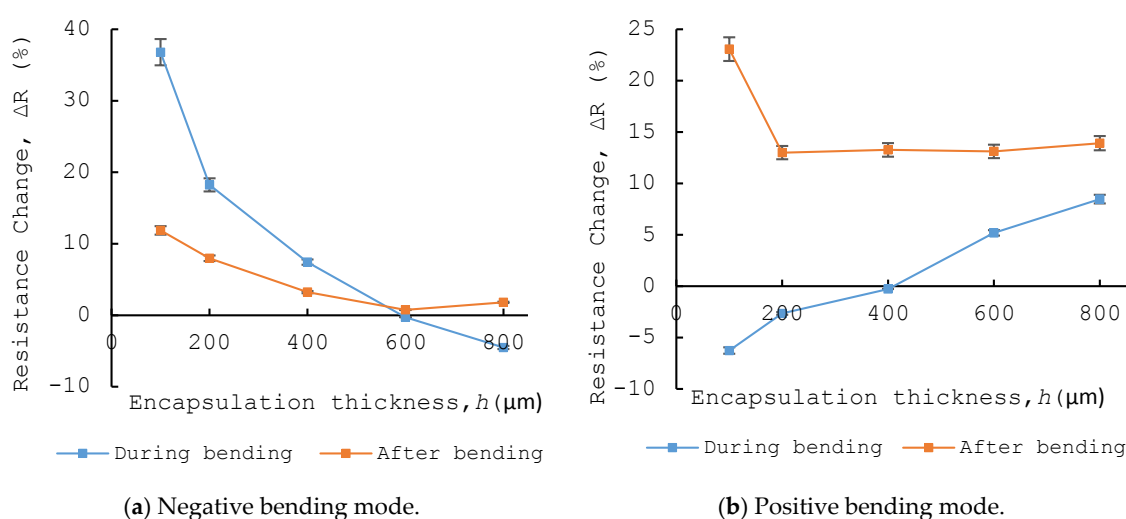 40
30
20
10
0
−10
0
200
400
600
800
Resistance Change, ΔR (%)
Encapsulation thickness, h (μm)
During bending
After bending
(a) Negative bending mode.
25
20
15
10
5
0
−5
−10
0
200
400
600
800
Resistance Change, ΔR (%)
Encapsulation thickness, h (μm)
During bending
After bending
(b) Positive bending mode.